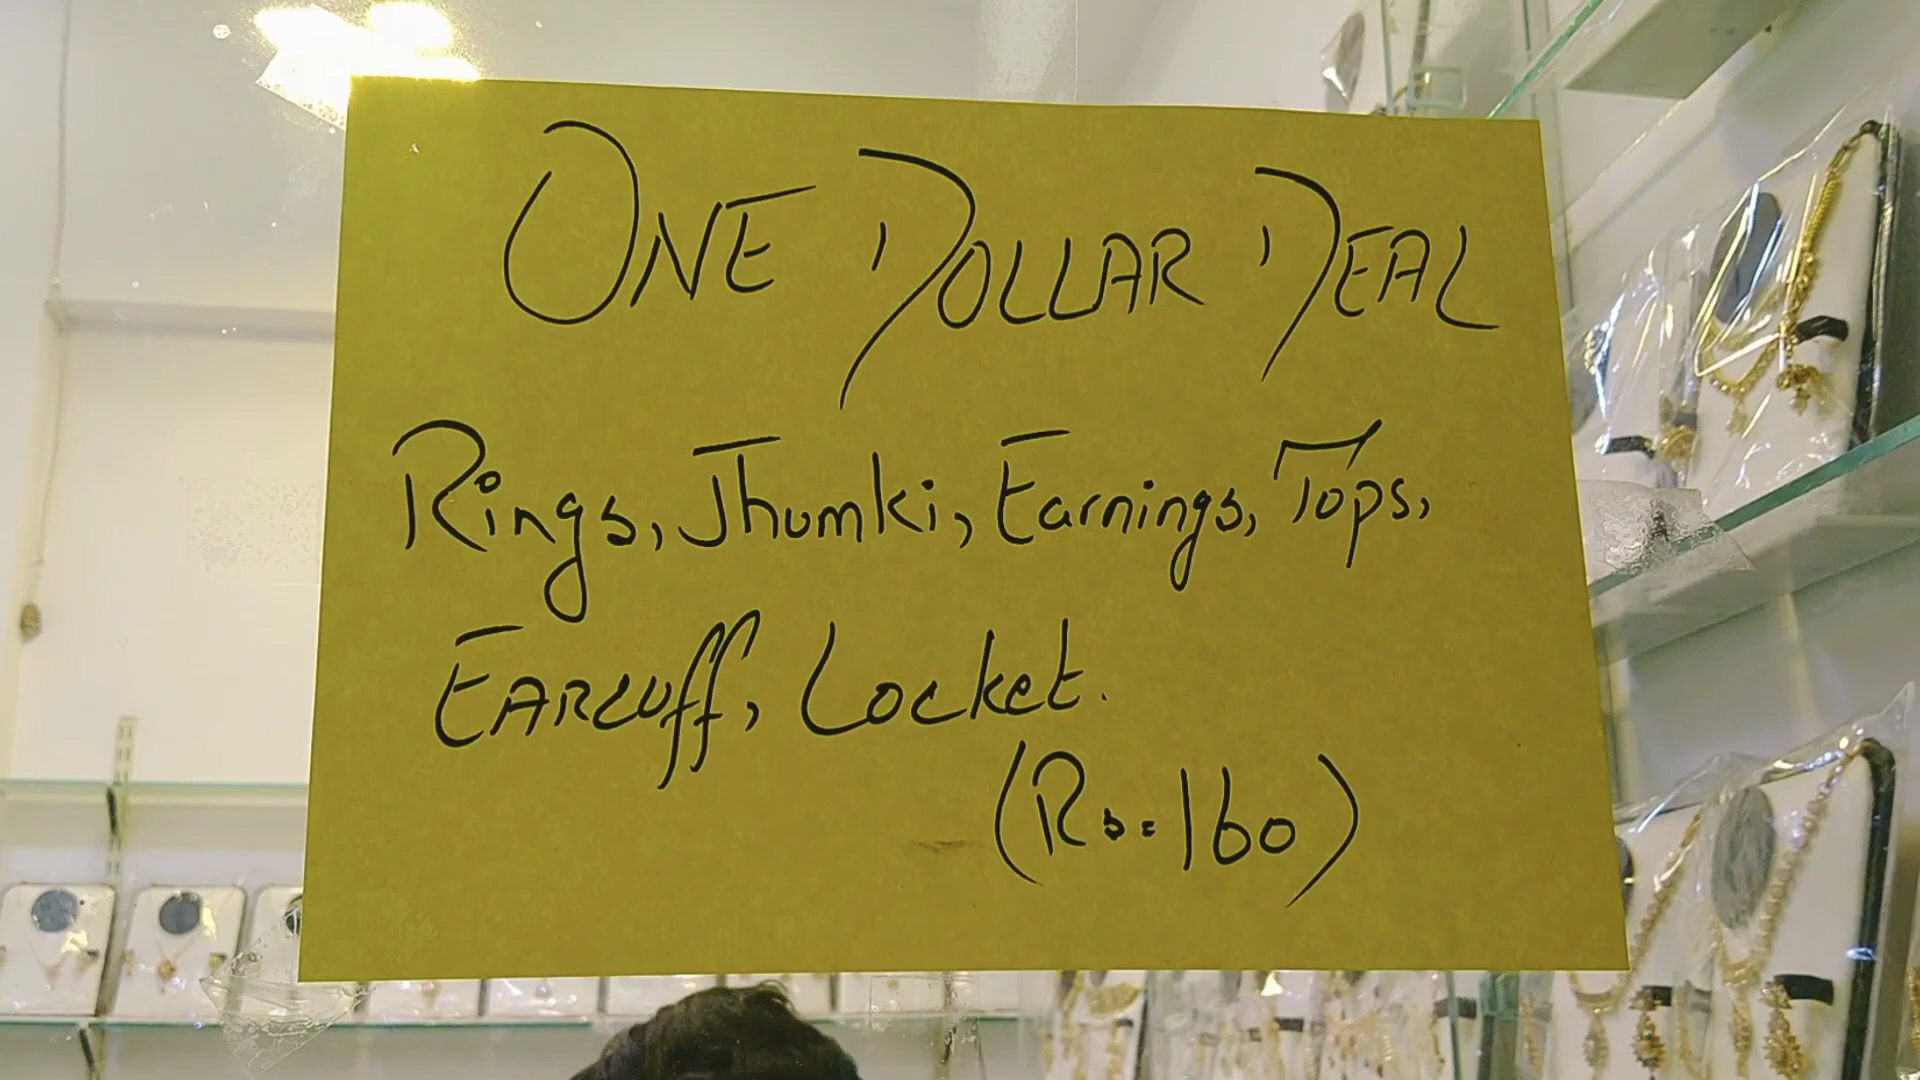 ONE DOLLAR DEAL
Rings, Jhumki, Earnings, Tops,
EARCUff, Locket.
(Rs.=160)